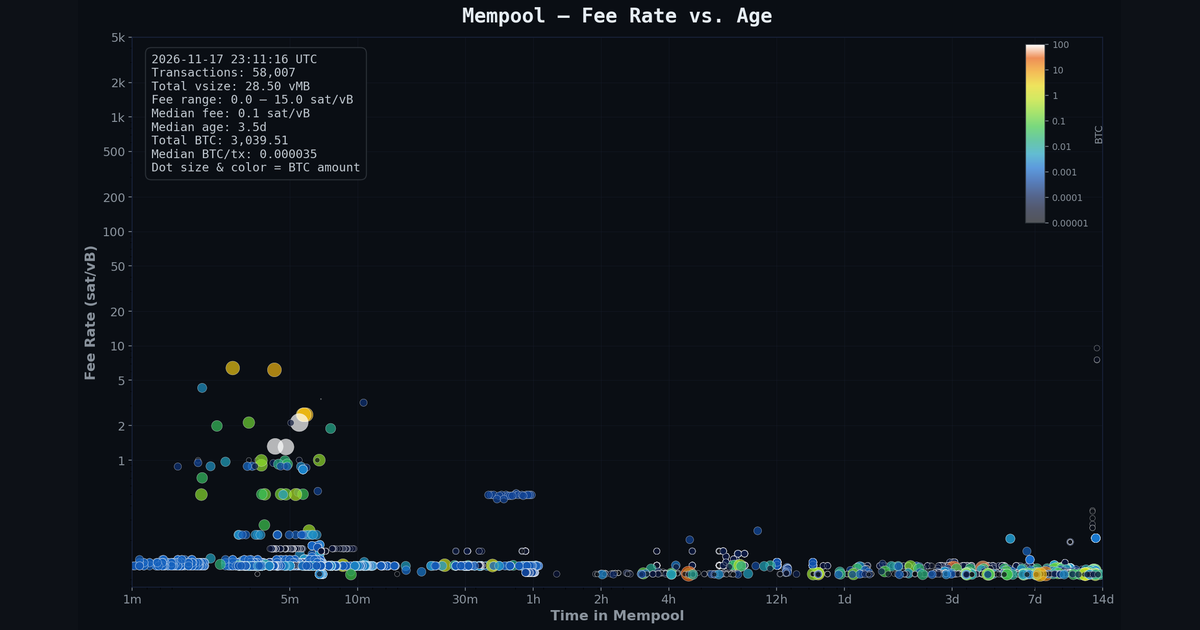 Mempool — Fee Rate vs. Age
2026-11-17 23:11:16 UTC
Transactions: 58,007
Total vsize: 28.50 vMB
Fee range: 0.0 – 15.0 sat/vB
Median fee: 0.1 sat/vB
Median age: 3.5d
Total BTC: 3,039.51
Median BTC/tx: 0.000035
Dot size & color = BTC amount
100
10
1
0.1
0.01
0.001
0.0001
0.00001
BTC
Fee Rate (sat/vB)
5k
2k
1k
500
200
100
50
20
10
5
2
1
1m
5m
10m
30m
1h
2h
4h
12h
1d
3d
7d
14d
Time in Mempool